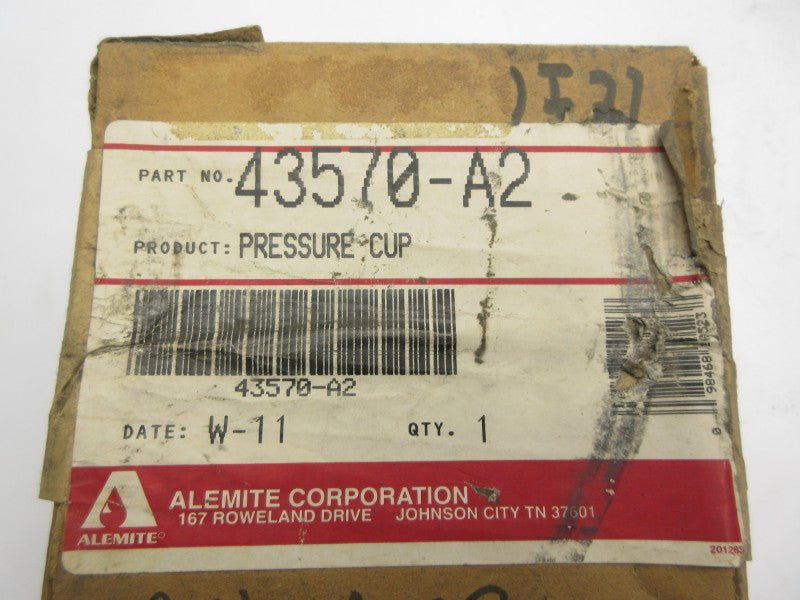 PART NO. 43570-A2
PRODUCT: PRESSURE CUP
43570-A2
DATE: W-11 QTY. 1
ALEMITE
ALEMITE CORPORATION
167 ROWELAND DRIVE JOHNSON CITY TN 37601